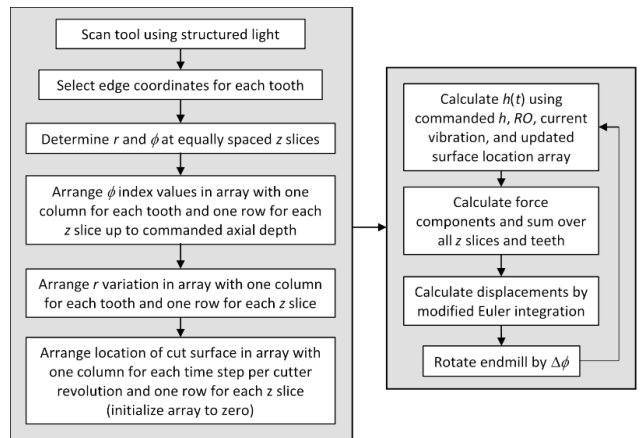 Scan tool using structured light
Select edge coordinates for each tooth
Determine r and ϕ at equally spaced z slices
Arrange ϕ index values in array with one
column for each tooth and one row for each
z slice up to commanded axial depth
Arrange r variation in array with one column
for each tooth and one row for each z slice
Arrange location of cut surface in array with
one column for each time step per cutter
revolution and one row for each z slice
(initialize array to zero)
Calculate h(t) using
commanded h, RO, current
vibration, and updated
surface location array
Calculate force
components and sum over
all z slices and teeth
Calculate displacements by
modified Euler integration
Rotate endmill by Δϕ